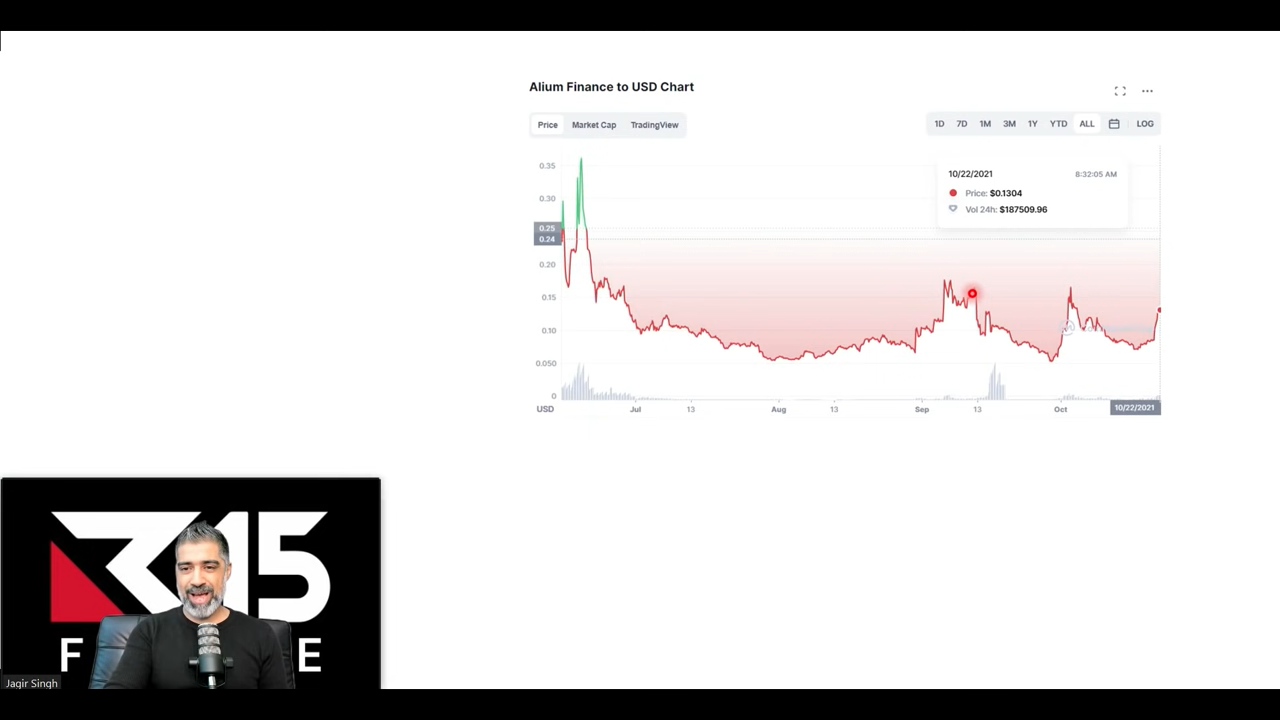 Alium Finance to USD Chart
Price Market Cap TradingView
1D 7D 1M 3M 1Y YTD ALL LOG
10/22/2021 8:32:05 AM
Price: $0.1304
Vol 24h: $187509.96
0.35
0.30
0.25
0.24
0.20
0.15
0.10
0.050
0
USD Jul 13 Aug 13 Sep 13 Oct 10/22/2021
15
F E
Jagir Singh